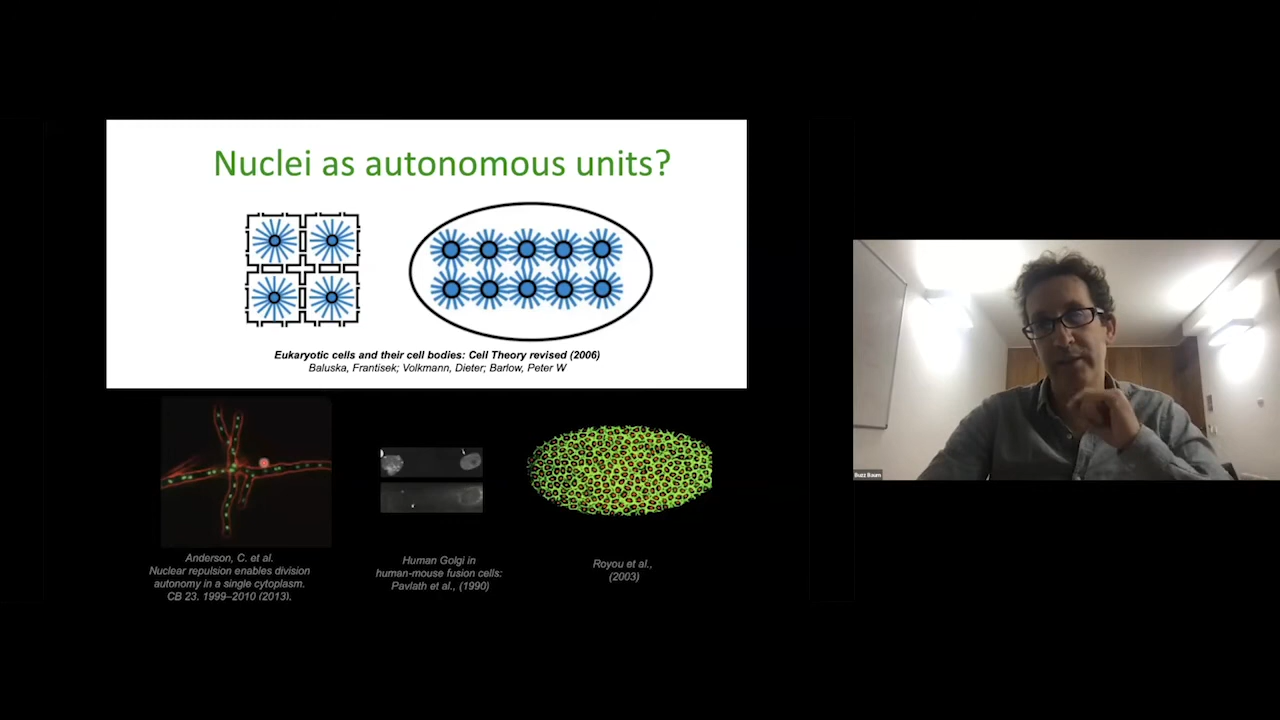 Nuclei as autonomous units?
Eukaryotic cells and their cell bodies: Cell Theory revised (2006)
Baluska, Frantisek; Volkmann, Dieter; Barlow, Peter W
Anderson, C. et al.
Nuclear repulsion enables division
autonomy in a single cytoplasm.
CB 23, 1999–2010 (2013).
Human Golgi in
human-mouse fusion cells:
Pavlath et al., (1990)
Royou et al.,
(2003)
Buzz Baum